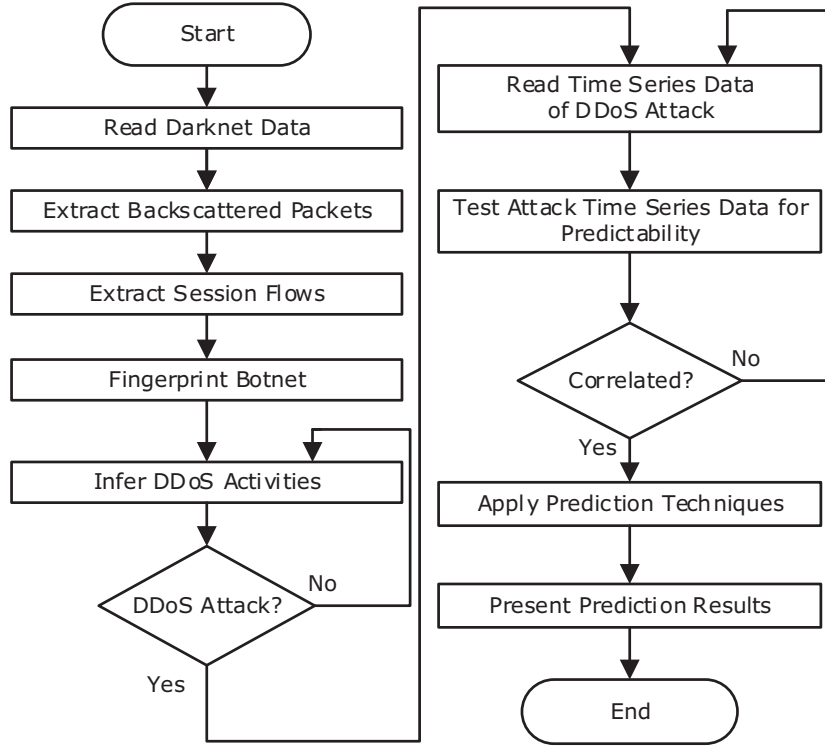 Start
Read Darknet Data
Extract Backscattered Packets
Extract Session Flows
Fingerprint Botnet
Infer DDoS Activities
DDoS Attack?
No
Yes
Read Time Series Data
of DDoS Attack
Test Attack Time Series Data for
Predictability
Correlated?
No
Yes
Apply Prediction Techniques
Present Prediction Results
End